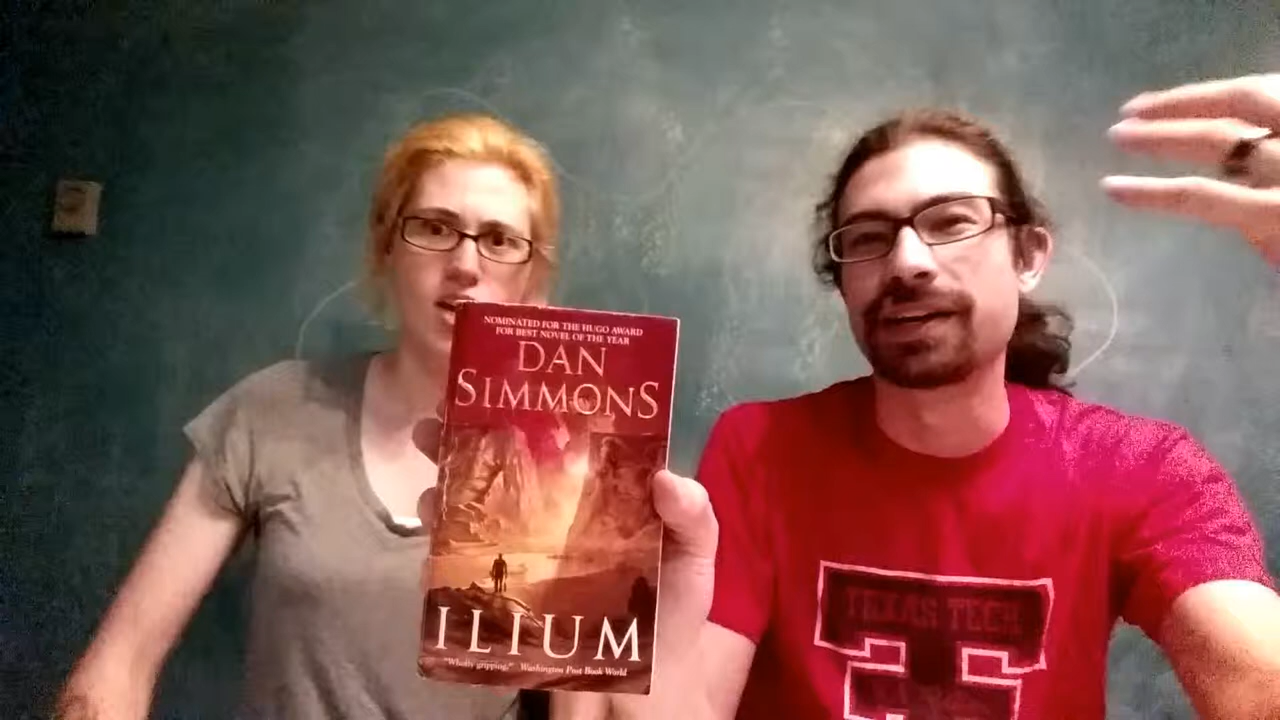 NOMINATED FOR THE HUGO AWARD
FOR BEST NOVEL OF THE YEAR
DAN
SIMMONS
ILIUM
"Wholly gripping." Washington Post Book World
TEXAS TECH